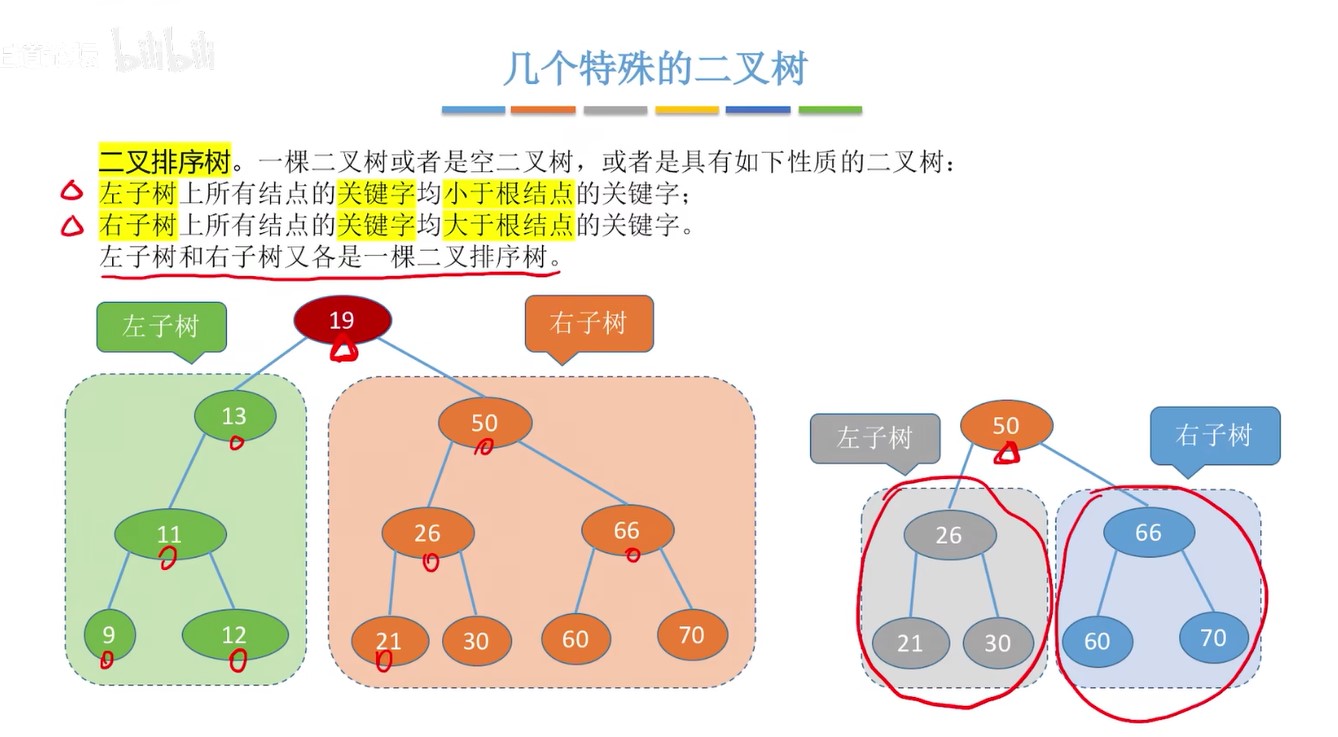 bilibili
几个特殊的二叉树
二叉排序树。一棵二叉树或者是空二叉树，或者是具有如下性质的二叉树：
左子树上所有结点的关键字均小于根结点的关键字；
右子树上所有结点的关键字均大于根结点的关键字。
左子树和右子树又各是一棵二叉排序树。
左子树
19
右子树
13
50
11
26
66
9
12
21
30
60
70
左子树
50
右子树
26
66
21
30
60
70